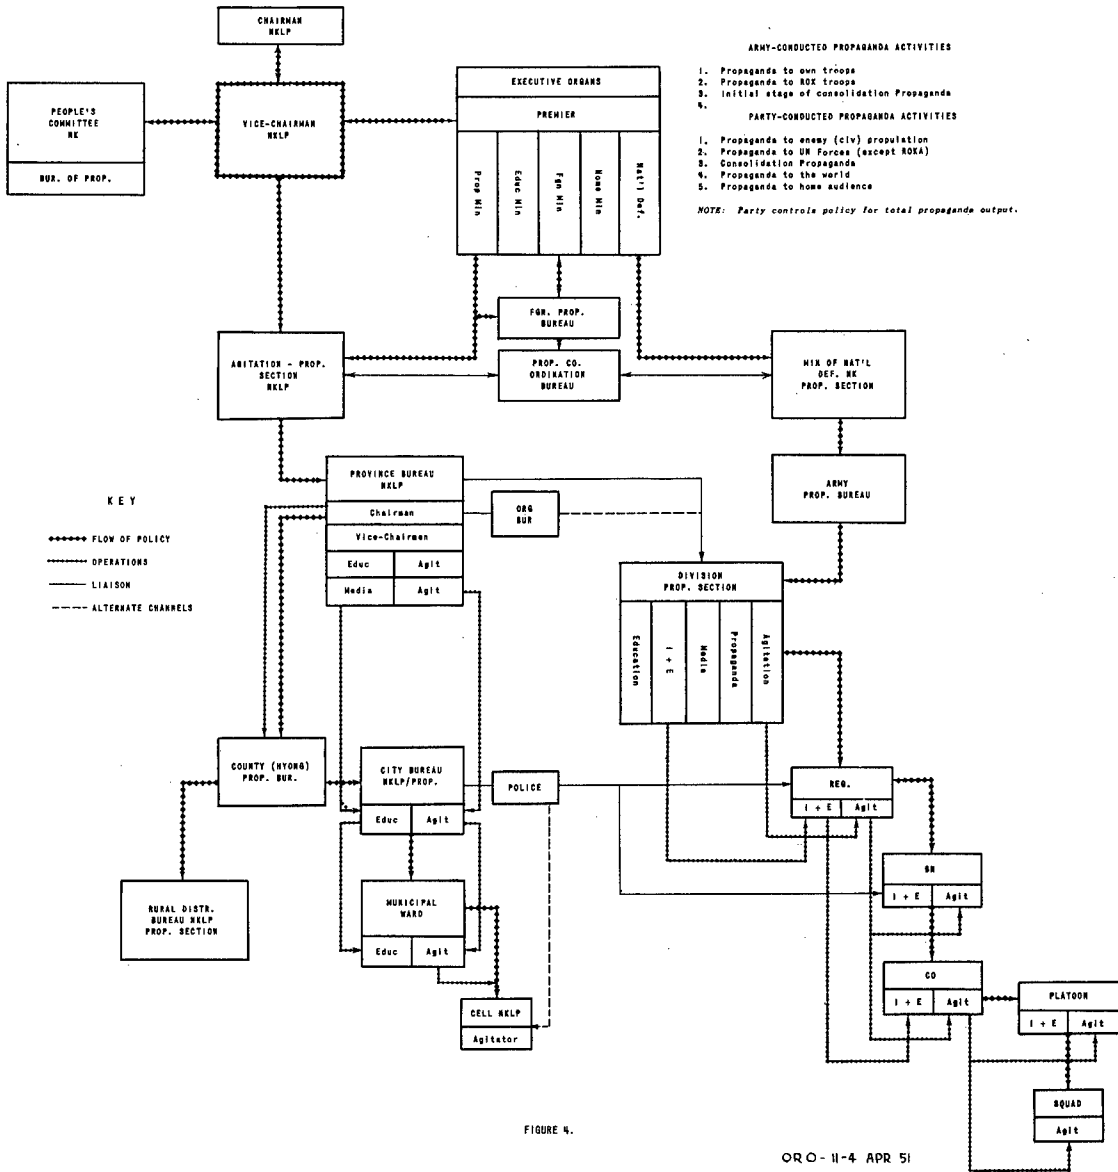 CHAIRMAN
NKLP
PEOPLE'S
COMMITTEE
NK
BUR. OF PROP.
VICE-CHAIRMAN
NKLP
EXECUTIVE ORGANS
PREMIER
Prop Min
Educ Min
Fgn Min
Home Min
Nat'l Def.
ARMY-CONDUCTED PROPAGANDA ACTIVITIES
1. Propaganda to own troops
2. Propaganda to ROK troops
3. Initial stage of consolidation Propaganda
4.
PARTY-CONDUCTED PROPAGANDA ACTIVITIES
1. Propaganda to enemy (civ) propulation
2. Propaganda to UN Forces (except ROKA)
3. Consolidation Propaganda
4. Propaganda to the world
5. Propaganda to home audience
NOTE: Party controls policy for total propaganda output.
FGN. PROP.
BUREAU
AGITATION - PROP.
SECTION
NKLP
PROP. CO.
ORDINATION
BUREAU
MIN OF NAT'L
DEF. NK
PROP. SECTION
KEY
FLOW OF POLICY
OPERATIONS
LIAISON
ALTERNATE CHANNELS
PROVINCE BUREAU
NKLP
Chairman
Vice-Chairmen
Educ
Agit
Media
Agit
ORG
BUR
ARMY
PROP. BUREAU
DIVISION
PROP. SECTION
Education
I + E
Media
Propaganda
Agitation
COUNTY (HYONG)
PROP. BUR.
CITY BUREAU
NKLP/PROP.
Educ
Agit
POLICE
REG.
I + E
Agit
BN
I + E
Agit
RURAL DISTR.
BUREAU NKLP
PROP. SECTION
MUNICIPAL
WARD
Educ
Agit
CO
I + E
Agit
PLATOON
I + E
Agit
CELL NKLP
Agitator
SQUAD
Agit
FIGURE 4.
ORO-11-4 APR 51